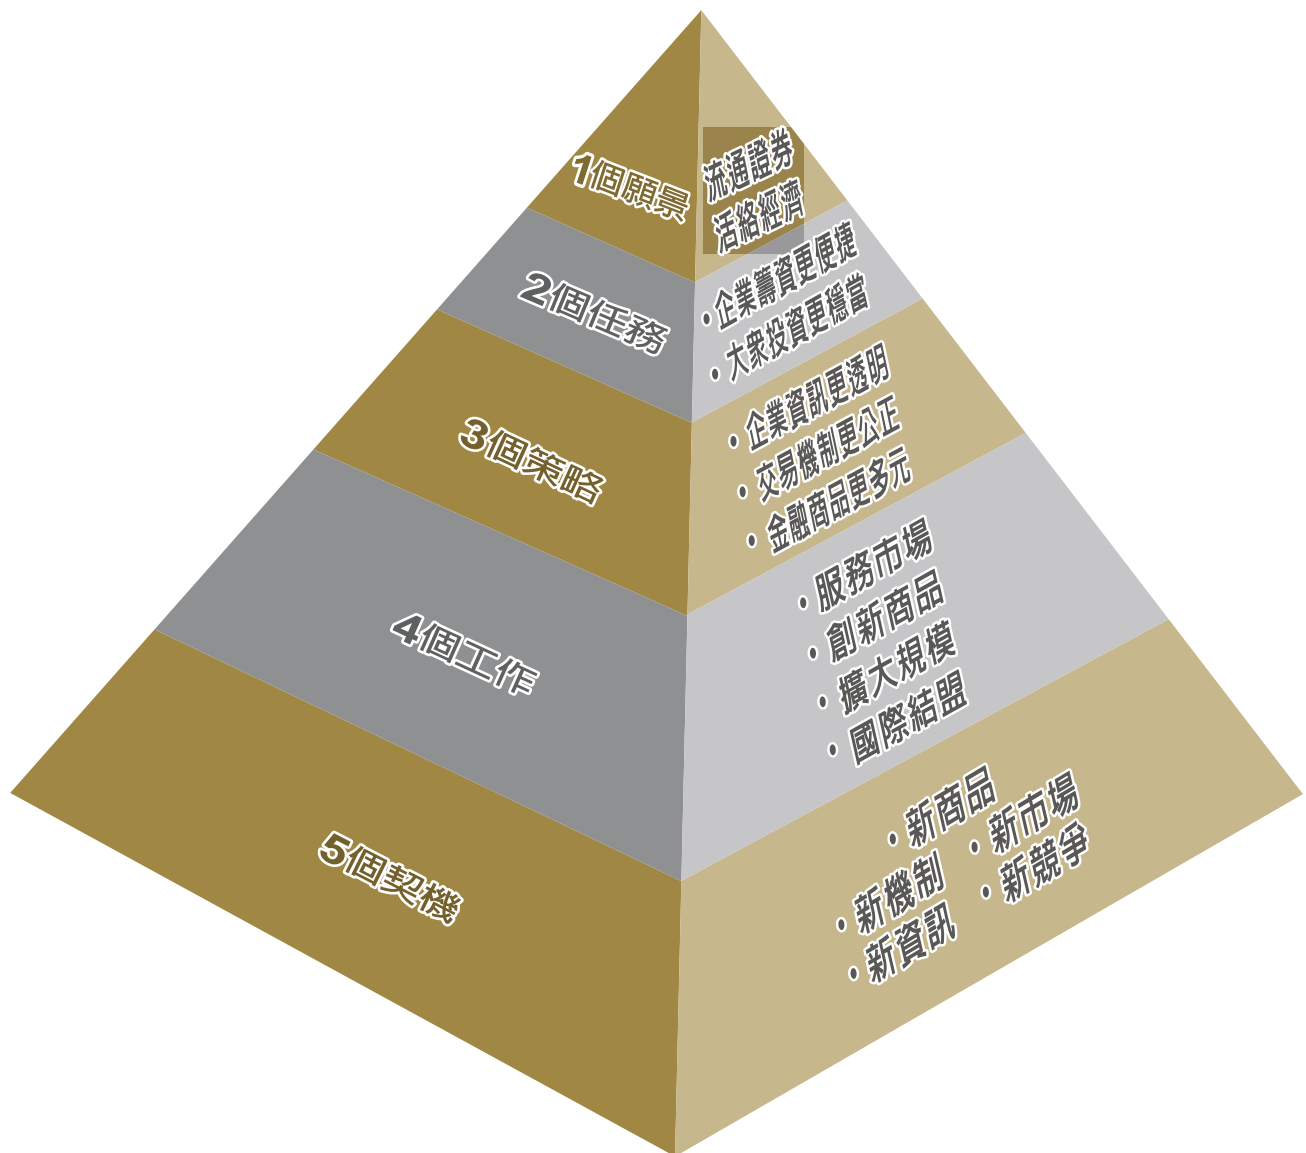 1個願景
流通證券
活絡經濟
2個任務
• 企業籌資更便捷
• 大眾投資更穩當
3個策略
• 企業資訊更透明
• 交易機制更公正
• 金融商品更多元
4個工作
• 服務市場
• 創新商品
• 擴大規模
• 國際結盟
5個契機
• 新商品
• 新市場
• 新機制
• 新競爭
• 新資訊